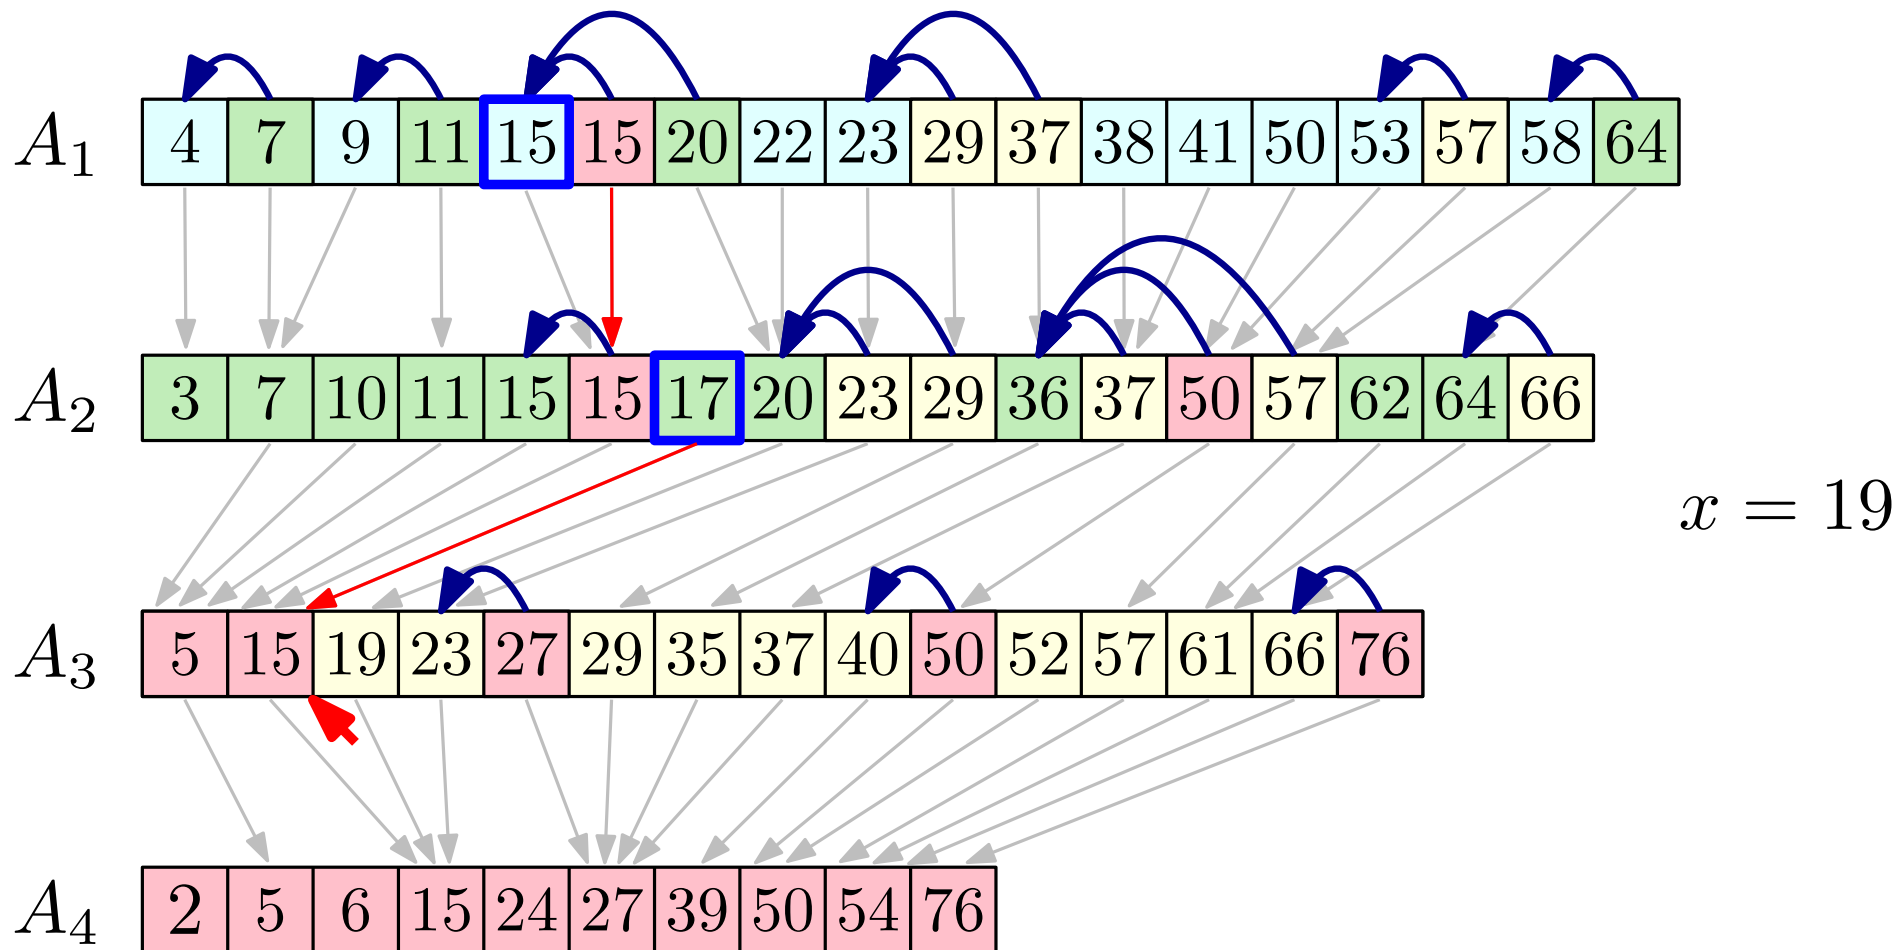 A₁ 4 7 9 11 15 15 20 22 23 29 37 38 41 50 53 57 58 64
A₂ 3 7 10 11 15 15 17 20 23 29 36 37 50 57 62 64 66
x = 19
A₃ 5 15 19 23 27 29 35 37 40 50 52 57 61 66 76
A₄ 2 5 6 15 24 27 39 50 54 76